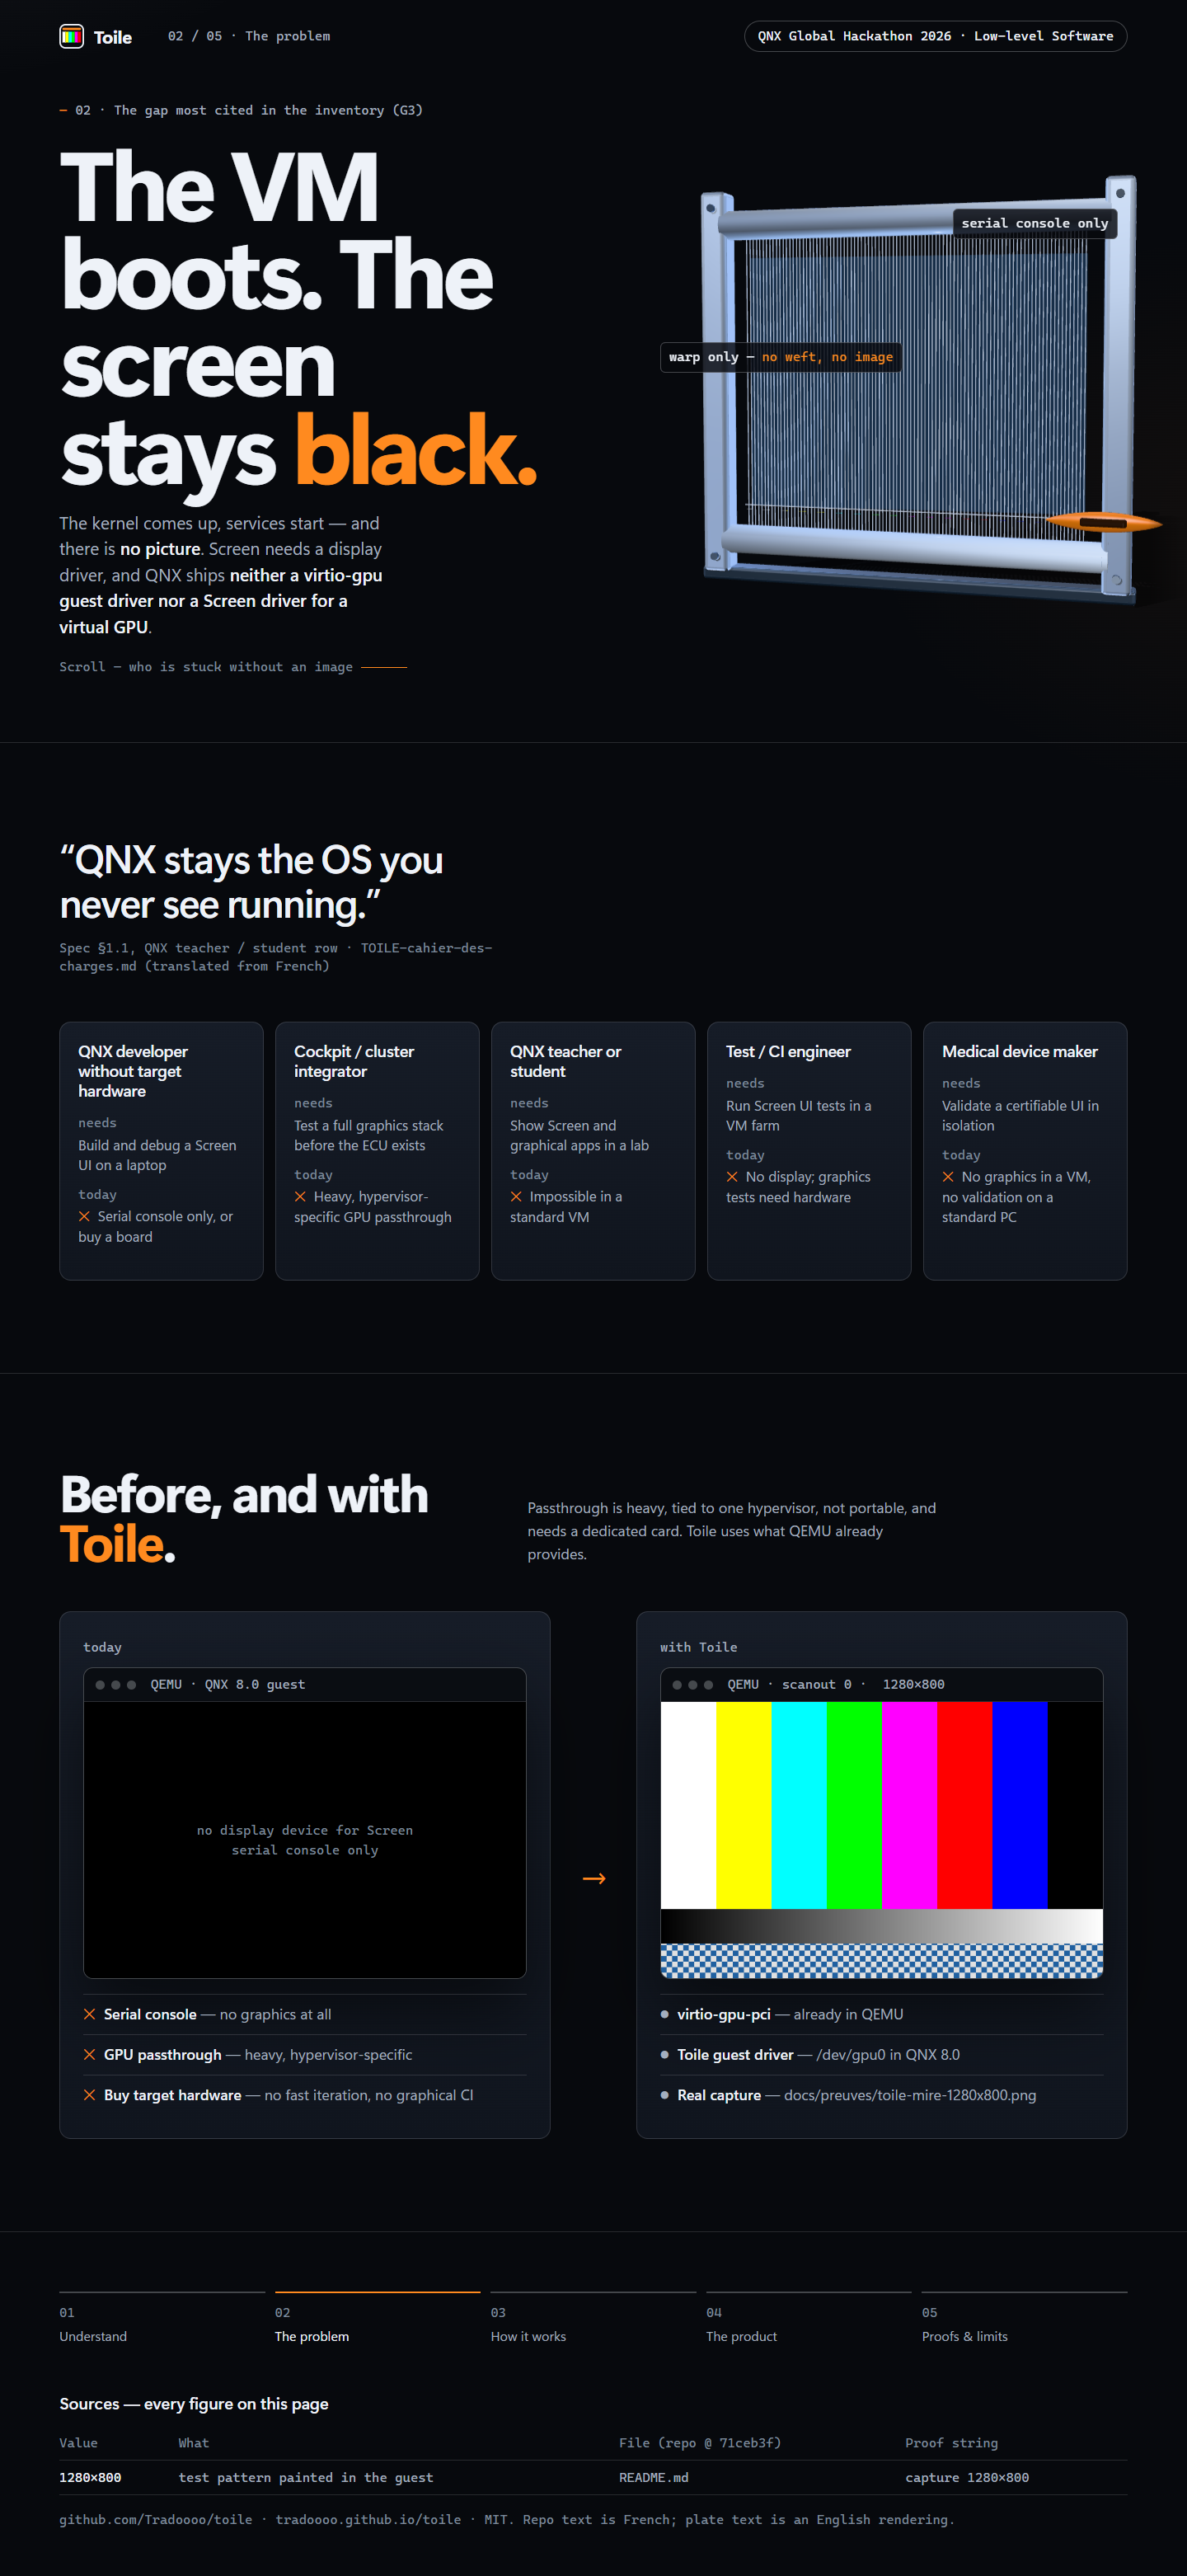 Toile
02 / 05 · The problem
QNX Global Hackathon 2026 · Low-level Software
— 02 · The gap most cited in the inventory (G3)
The VM
boots. The
screen
stays black.
serial console only
warp only — no weft, no image
The kernel comes up, services start — and
there is no picture. Screen needs a display
driver, and QNX ships neither a virtio-gpu
guest driver nor a Screen driver for a
virtual GPU.
Scroll — who is stuck without an image
“QNX stays the OS you
never see running.”
Spec §1.1, QNX teacher / student row · TOILE-cahier-des-
charges.md (translated from French)
QNX developer
without target
hardware
needs
Build and debug a Screen
UI on a laptop
today
✕ Serial console only, or
buy a board
Cockpit / cluster
integrator
needs
Test a full graphics stack
before the ECU exists
today
✕ Heavy, hypervisor-
specific GPU passthrough
QNX teacher or
student
needs
Show Screen and
graphical apps in a lab
today
✕ Impossible in a
standard VM
Test / CI engineer
needs
Run Screen UI tests in a
VM farm
today
✕ No display; graphics
tests need hardware
Medical device maker
needs
Validate a certifiable UI in
isolation
today
✕ No graphics in a VM,
no validation on a
standard PC
Before, and with
Toile.
Passthrough is heavy, tied to one hypervisor, not portable, and
needs a dedicated card. Toile uses what QEMU already
provides.
today
QEMU · QNX 8.0 guest
no display device for Screen
serial console only
✕ Serial console — no graphics at all
✕ GPU passthrough — heavy, hypervisor-specific
✕ Buy target hardware — no fast iteration, no graphical CI
→
with Toile
QEMU · scanout 0 · 1280×800
virtio-gpu-pci — already in QEMU
Toile guest driver — /dev/gpu0 in QNX 8.0
Real capture — docs/preuves/toile-mire-1280x800.png
01
Understand
02
The problem
03
How it works
04
The product
05
Proofs & limits
Sources — every figure on this page
Value What File (repo @ 71ceb3f) Proof string
1280×800 test pattern painted in the guest README.md capture 1280×800
github.com/Tradoooo/toile · tradoooo.github.io/toile · MIT. Repo text is French; plate text is an English rendering.